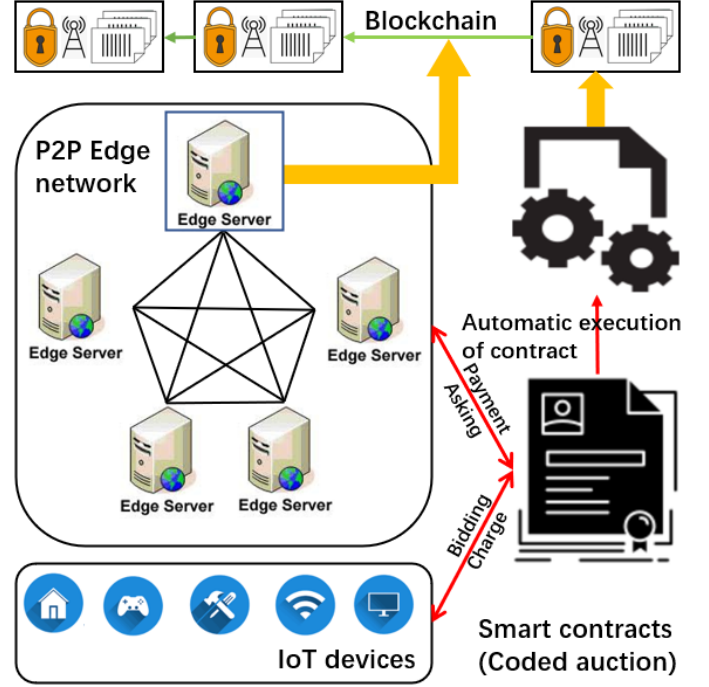 Blockchain
P2P Edge
network
Edge Server
Edge Server
Edge Server
Edge Server
Edge Server
Automatic execution
of contract
Payment
Asking
Bidding
Charge
IoT devices
Smart contracts
(Coded auction)